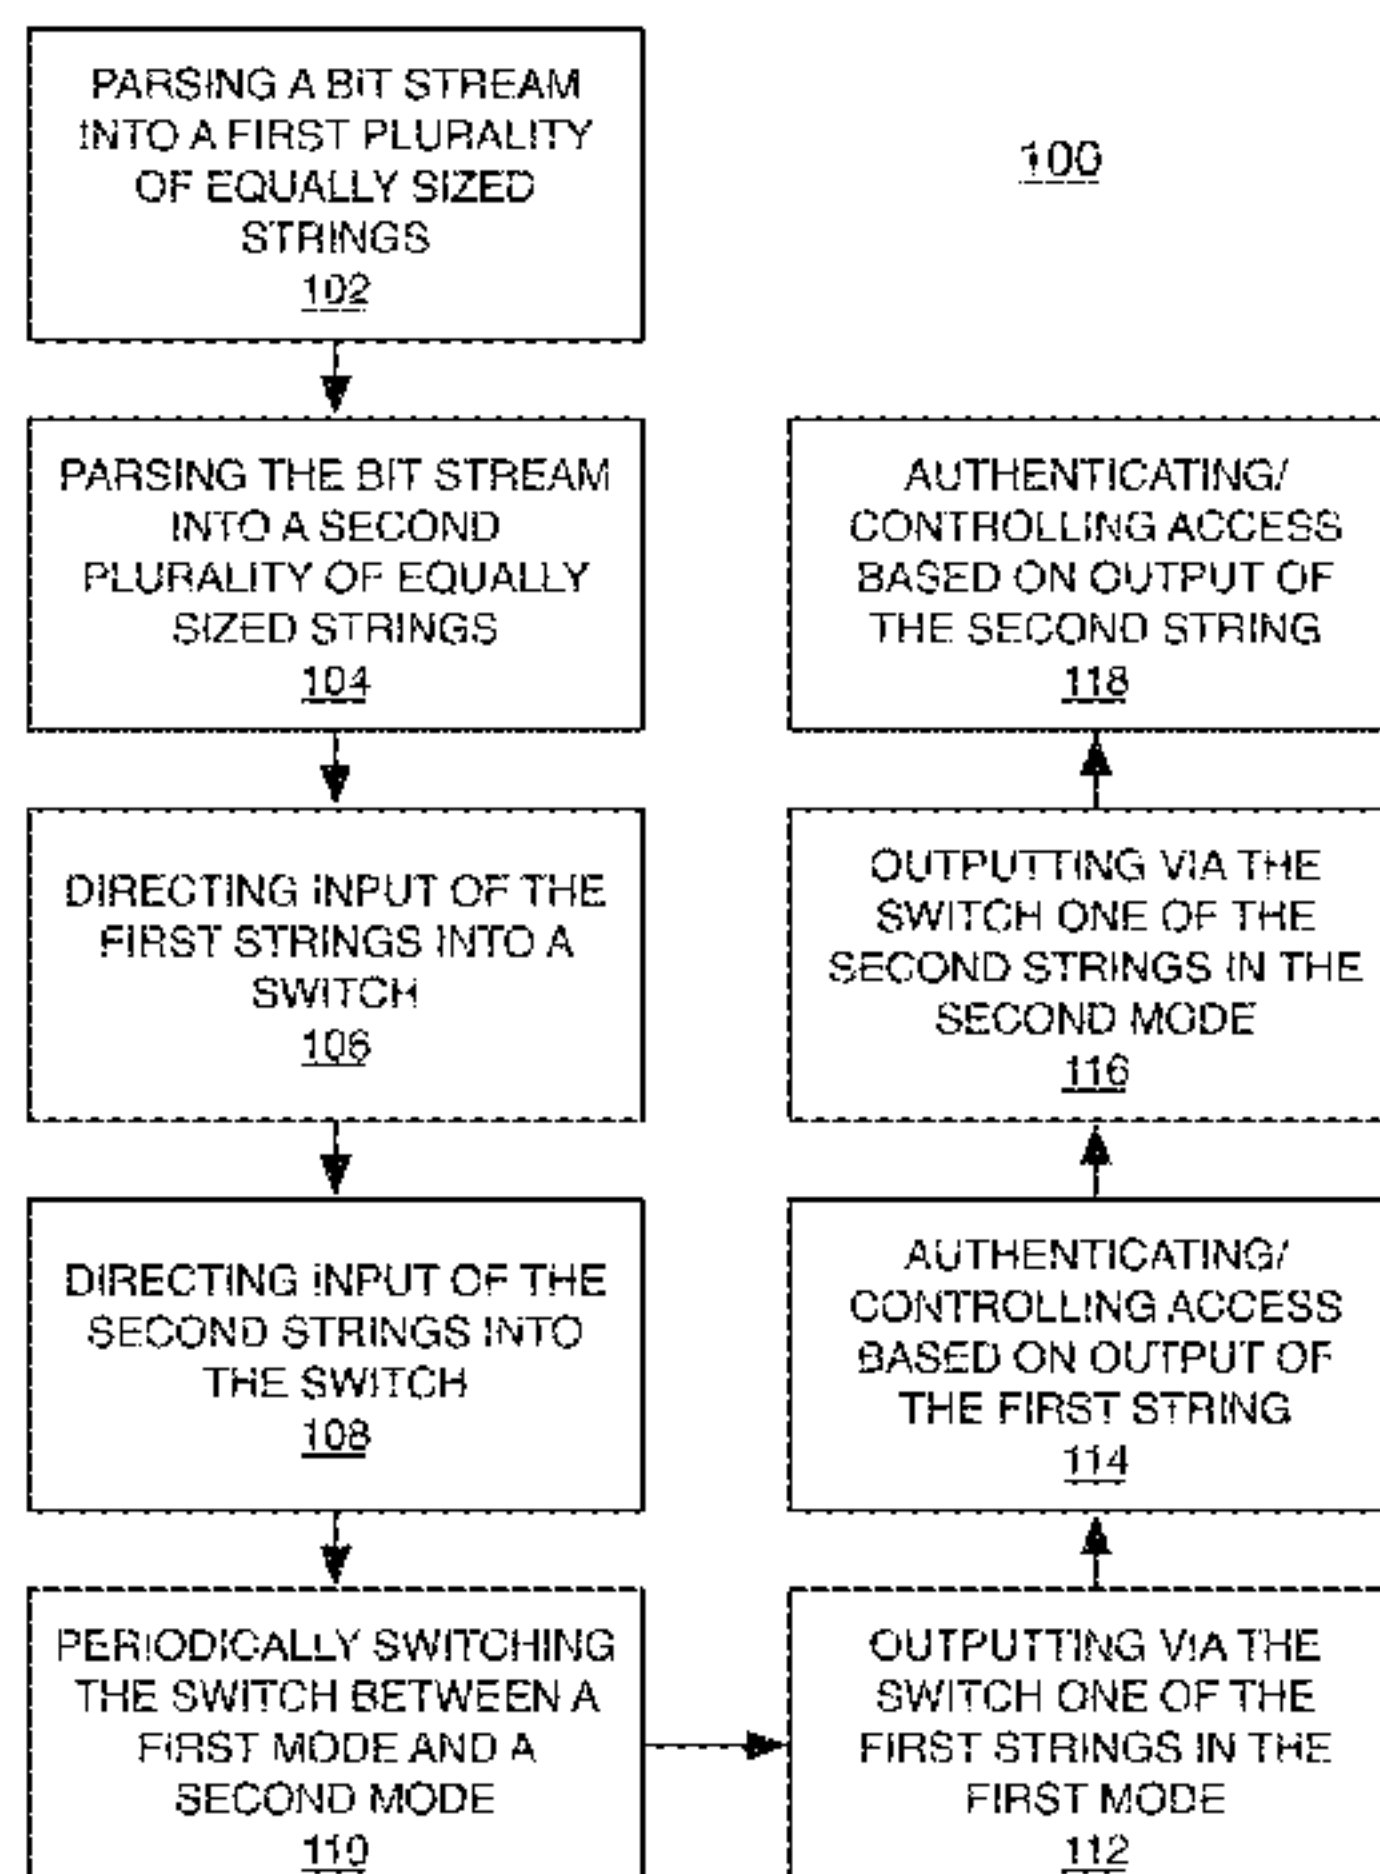 PARSING A BIT STREAM
INTO A FIRST PLURALITY
OF EQUALLY SIZED
STRINGS
102
100
PARSING THE BIT STREAM
INTO A SECOND
PLURALITY OF EQUALLY
SIZED STRINGS
104
DIRECTING INPUT OF THE
FIRST STRINGS INTO A
SWITCH
106
DIRECTING INPUT OF THE
SECOND STRINGS INTO
THE SWITCH
108
PERIODICALLY SWITCHING
THE SWITCH BETWEEN A
FIRST MODE AND A
SECOND MODE
110
OUTPUTTING VIA THE
SWITCH ONE OF THE
FIRST STRINGS IN THE
FIRST MODE
112
AUTHENTICATING/
CONTROLLING ACCESS
BASED ON OUTPUT OF
THE FIRST STRING
114
OUTPUTTING VIA THE
SWITCH ONE OF THE
SECOND STRINGS IN THE
SECOND MODE
116
AUTHENTICATING/
CONTROLLING ACCESS
BASED ON OUTPUT OF
THE SECOND STRING
118